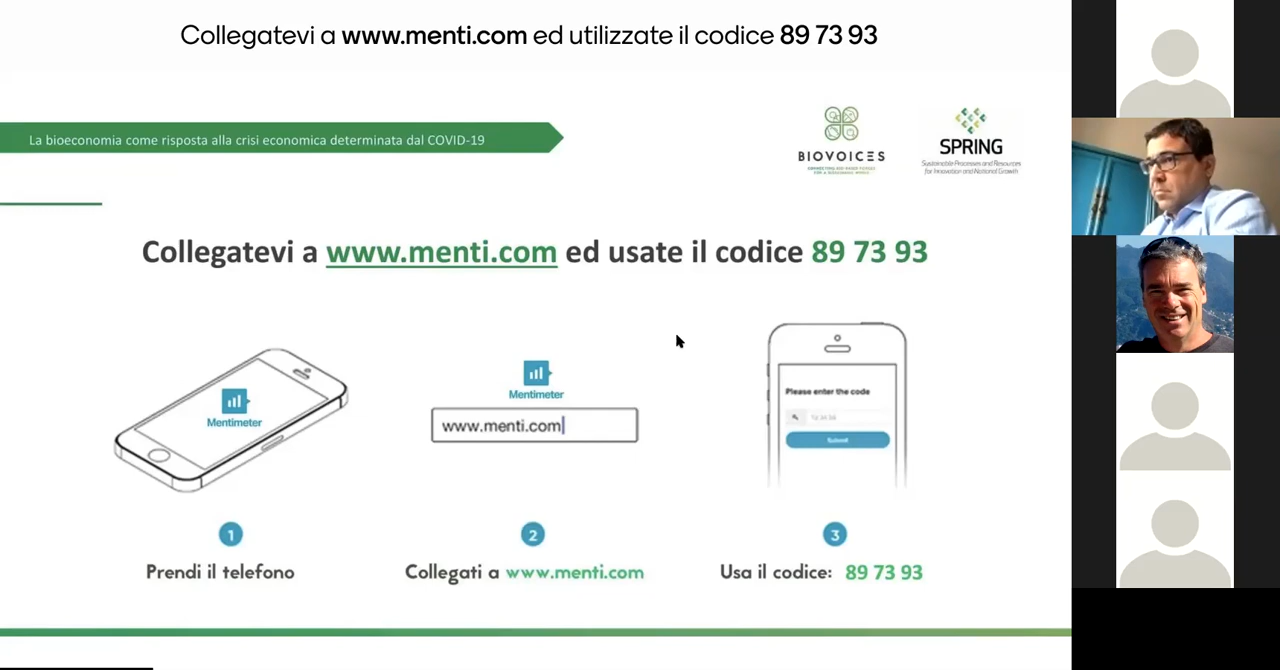 Collegatevi a www.menti.com ed utilizzate il codice 89 73 93
La bioeconomia come risposta alla crisi economica determinata dal COVID-19
BIOVOICES
SPRING
Sustainable Processes and Resources
for Innovation and National Growth
Collegatevi a www.menti.com ed usate il codice 89 73 93
Mentimeter
Mentimeter
www.menti.com
Please enter the code
Submit
1
2
3
Prendi il telefono
Collegati a www.menti.com
Usa il codice: 89 73 93